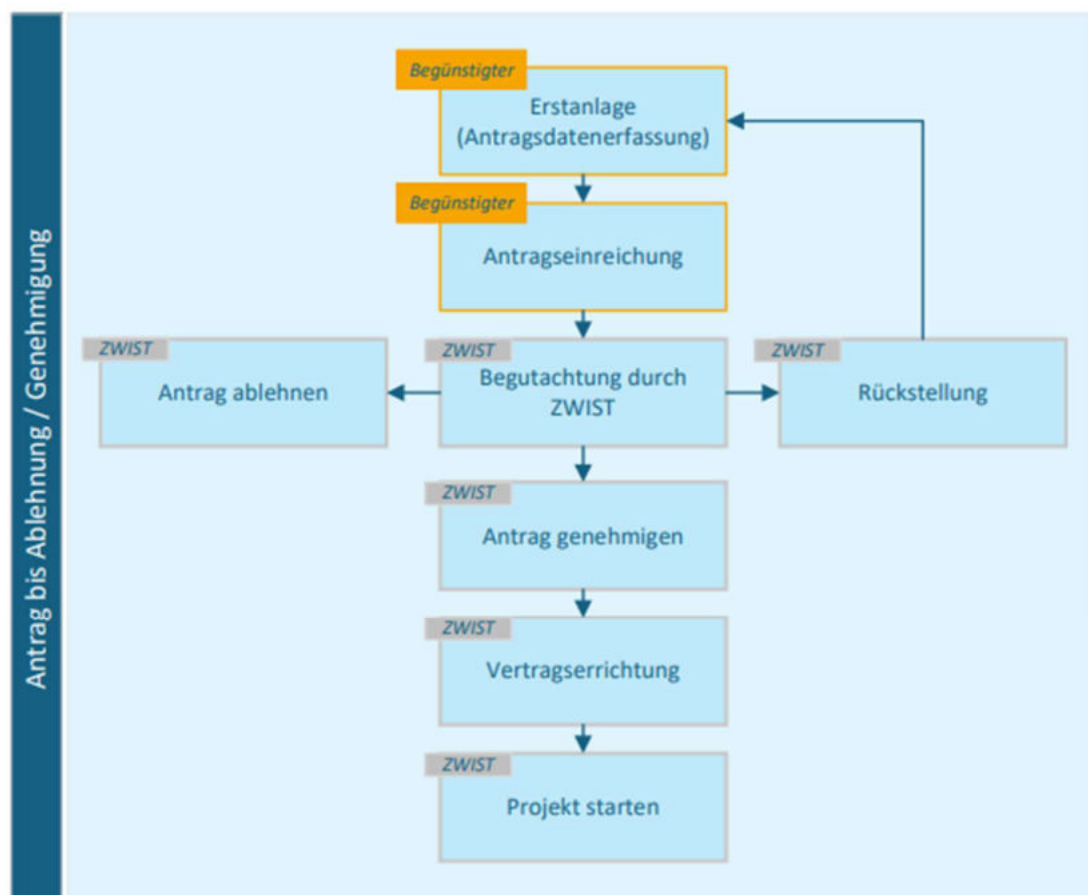 Antrag bis Ablehnung / Genehmigung
Begünstigter
Erstanlage
(Antragsdatenerfassung)
Begünstigter
Antragseinreichung
ZWIST
Antrag ablehnen
ZWIST
Begutachtung durch
ZWIST
ZWIST
Rückstellung
ZWIST
Antrag genehmigen
ZWIST
Vertragserrichtung
ZWIST
Projekt starten